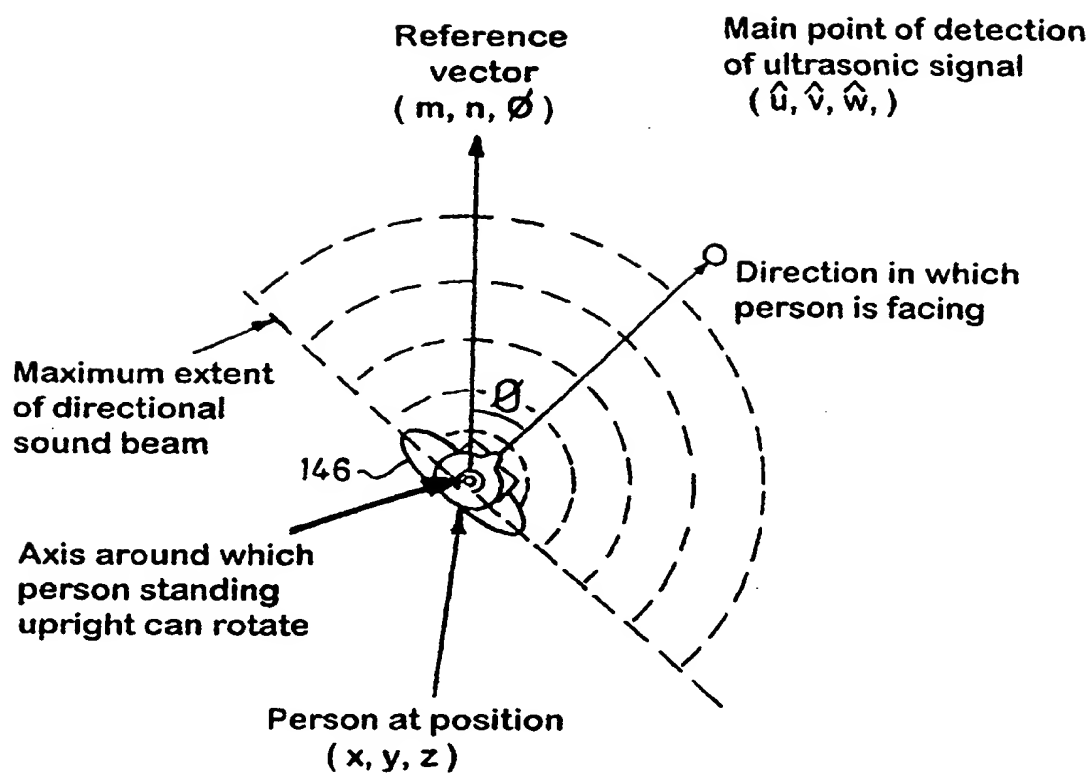 Reference
vector
( m, n, Ø )
Main point of detection
of ultrasonic signal
( û, v̂, ŵ, )
Direction in which
person is facing
Maximum extent
of directional
sound beam
Ø
146
Axis around which
person standing
upright can rotate
Person at position
( x, y, z )